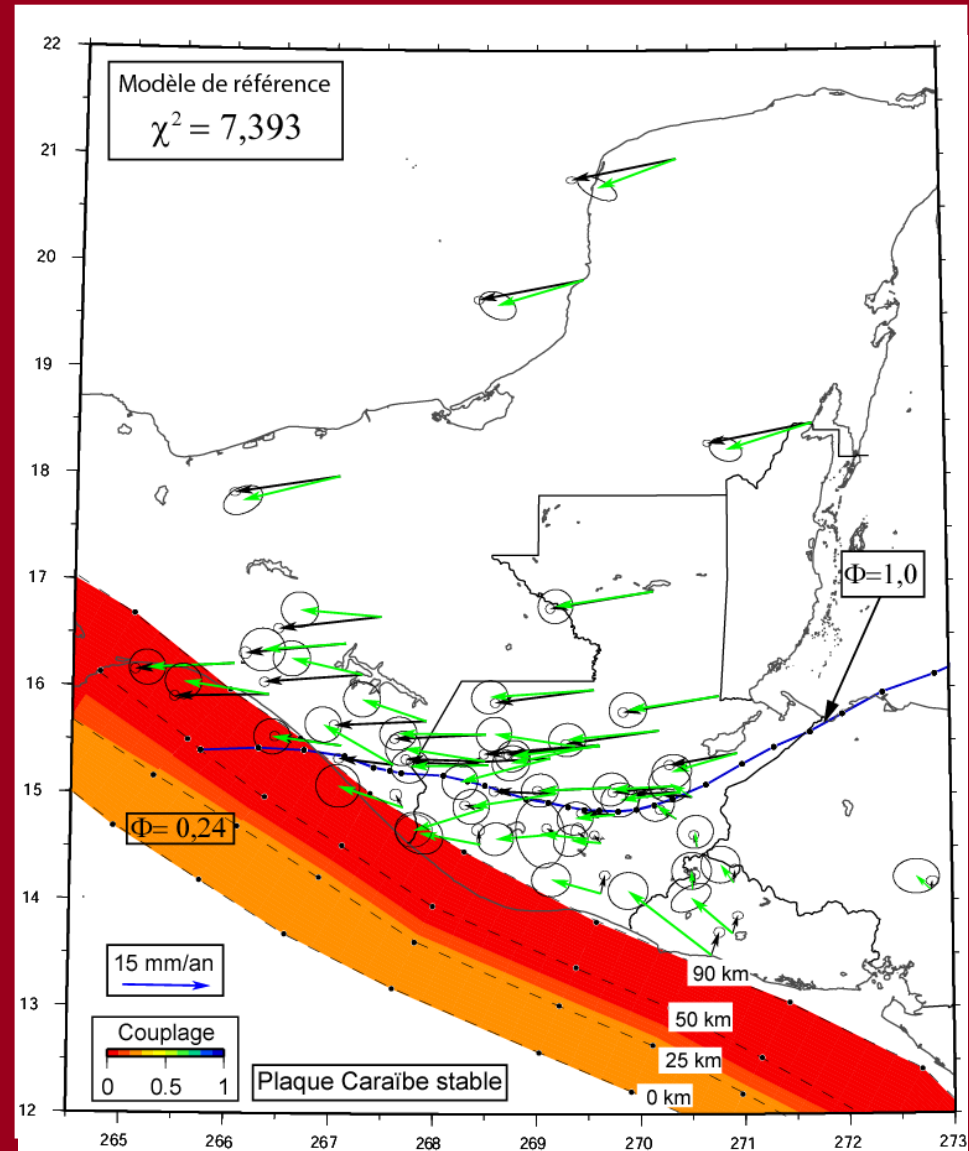 22
21
20
19
18
17
16
15
14
13
12
265
266
267
268
269
270
271
272
273
Modèle de référence
χ² = 7,393
Φ=1,0
Φ= 0,24
90 km
50 km
25 km
0 km
15 mm/an
Couplage
0 0.5 1
Plaque Caraïbe stable